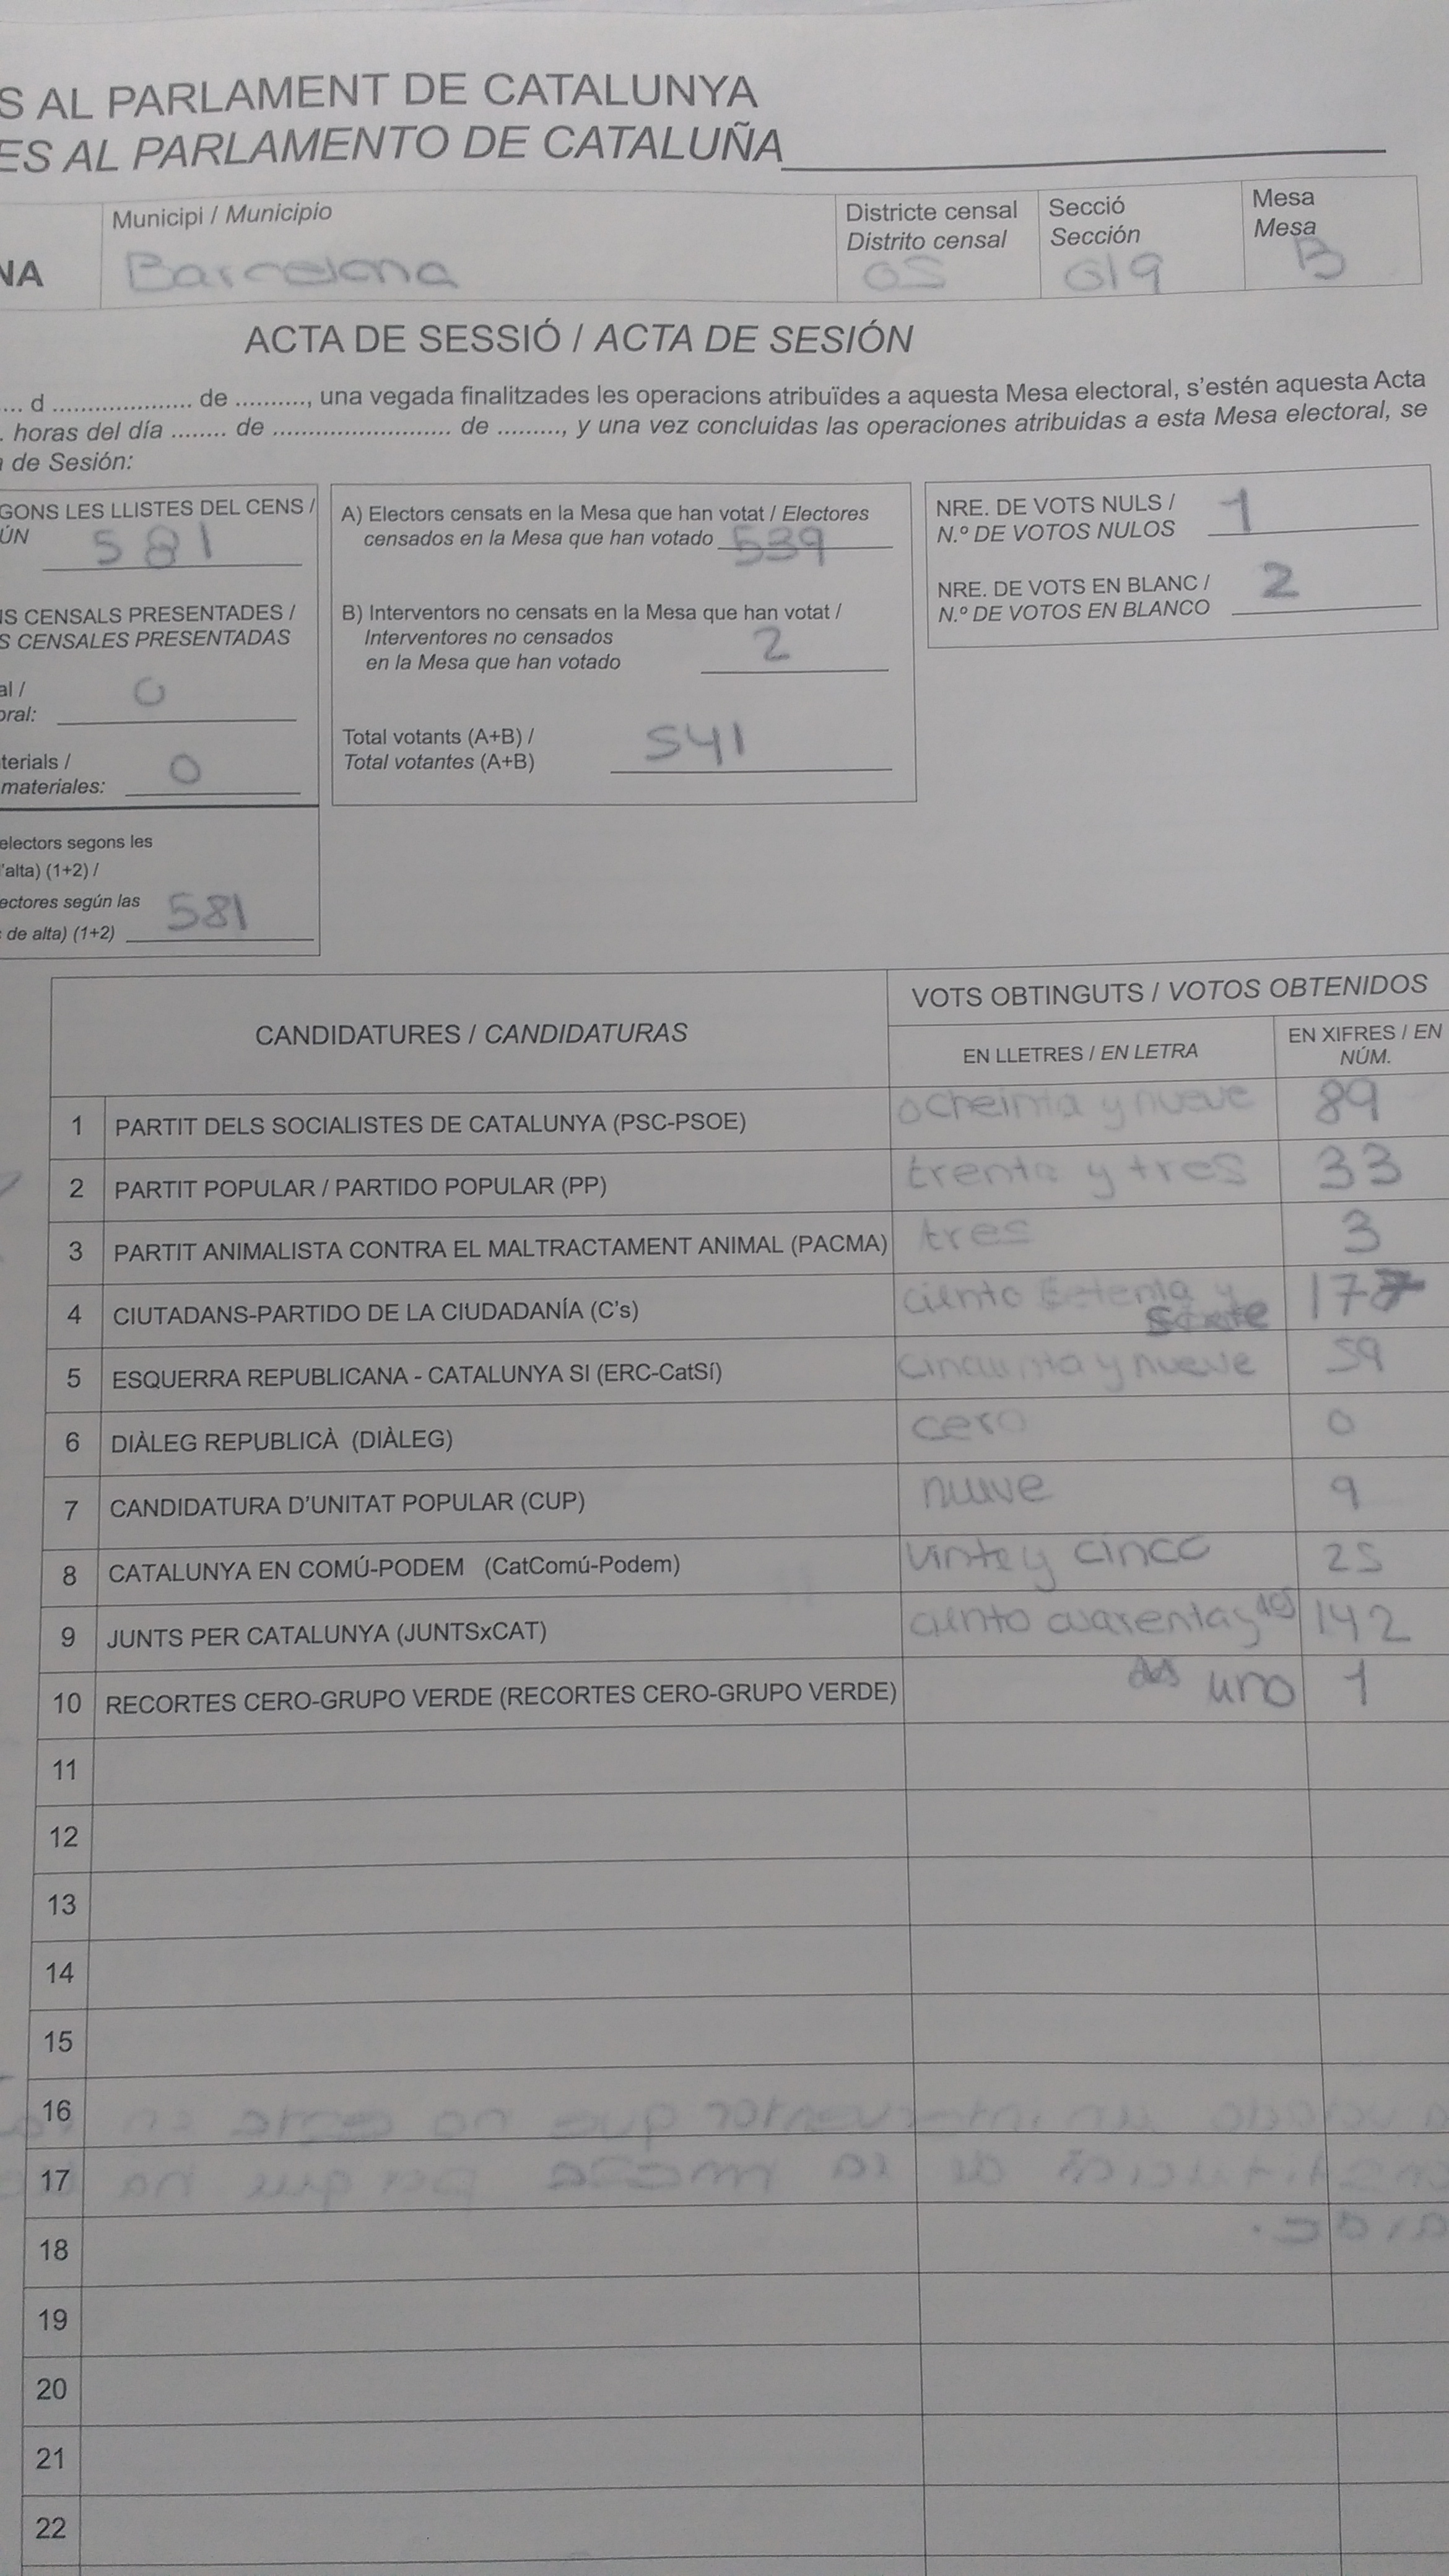 S AL PARLAMENT DE CATALUNYA
ES AL PARLAMENTO DE CATALUÑA
NA
Municipi / Municipio
Barcelona
Districte censal
Distrito censal
05
Secció
Sección
019
Mesa
Mesa
B
ACTA DE SESSIÓ / ACTA DE SESIÓN
.... d .................... de .........., una vegada finalitzades les operacions atribuïdes a aquesta Mesa electoral, s'estén aquesta Acta
. horas del día ........ de ......................... de ........., y una vez concluidas las operaciones atribuidas a esta Mesa electoral, se
de Sesión:
GONS LES LLISTES DEL CENS /
ÚN 581
S CENSALS PRESENTADES /
S CENSALES PRESENTADAS
al /
oral: 0
terials /
materiales: 0
electors segons les
'alta) (1+2) /
ectores según las
de alta) (1+2) 581
A) Electors censats en la Mesa que han votat / Electores
censados en la Mesa que han votado 539
B) Interventors no censats en la Mesa que han votat /
Interventores no censados
en la Mesa que han votado 2
Total votants (A+B) /
Total votantes (A+B) 541
NRE. DE VOTS NULS /
N.º DE VOTOS NULOS 1
NRE. DE VOTS EN BLANC /
N.º DE VOTOS EN BLANCO 2
CANDIDATURES / CANDIDATURAS
VOTS OBTINGUTS / VOTOS OBTENIDOS
EN LLETRES / EN LETRA
EN XIFRES / EN
NÚM.
1 PARTIT DELS SOCIALISTES DE CATALUNYA (PSC-PSOE) ocheinta y nueve 89
2 PARTIT POPULAR / PARTIDO POPULAR (PP) trenta y tres 33
3 PARTIT ANIMALISTA CONTRA EL MALTRACTAMENT ANIMAL (PACMA) tres 3
4 CIUTADANS-PARTIDO DE LA CIUDADANÍA (C's) ciento setenta y 177
5 ESQUERRA REPUBLICANA - CATALUNYA SI (ERC-CatSí) cincuenta y nueve 59
6 DIÀLEG REPUBLICÀ (DIÀLEG) cero 0
7 CANDIDATURA D'UNITAT POPULAR (CUP) nueve 9
8 CATALUNYA EN COMÚ-PODEM (CatComú-Podem) vinte y cinco 25
9 JUNTS PER CATALUNYA (JUNTSxCAT) ciento cuarenta y dos 142
10 RECORTES CERO-GRUPO VERDE (RECORTES CERO-GRUPO VERDE) uno 1
11
12
13
14
15
16
17
18
19
20
21
22